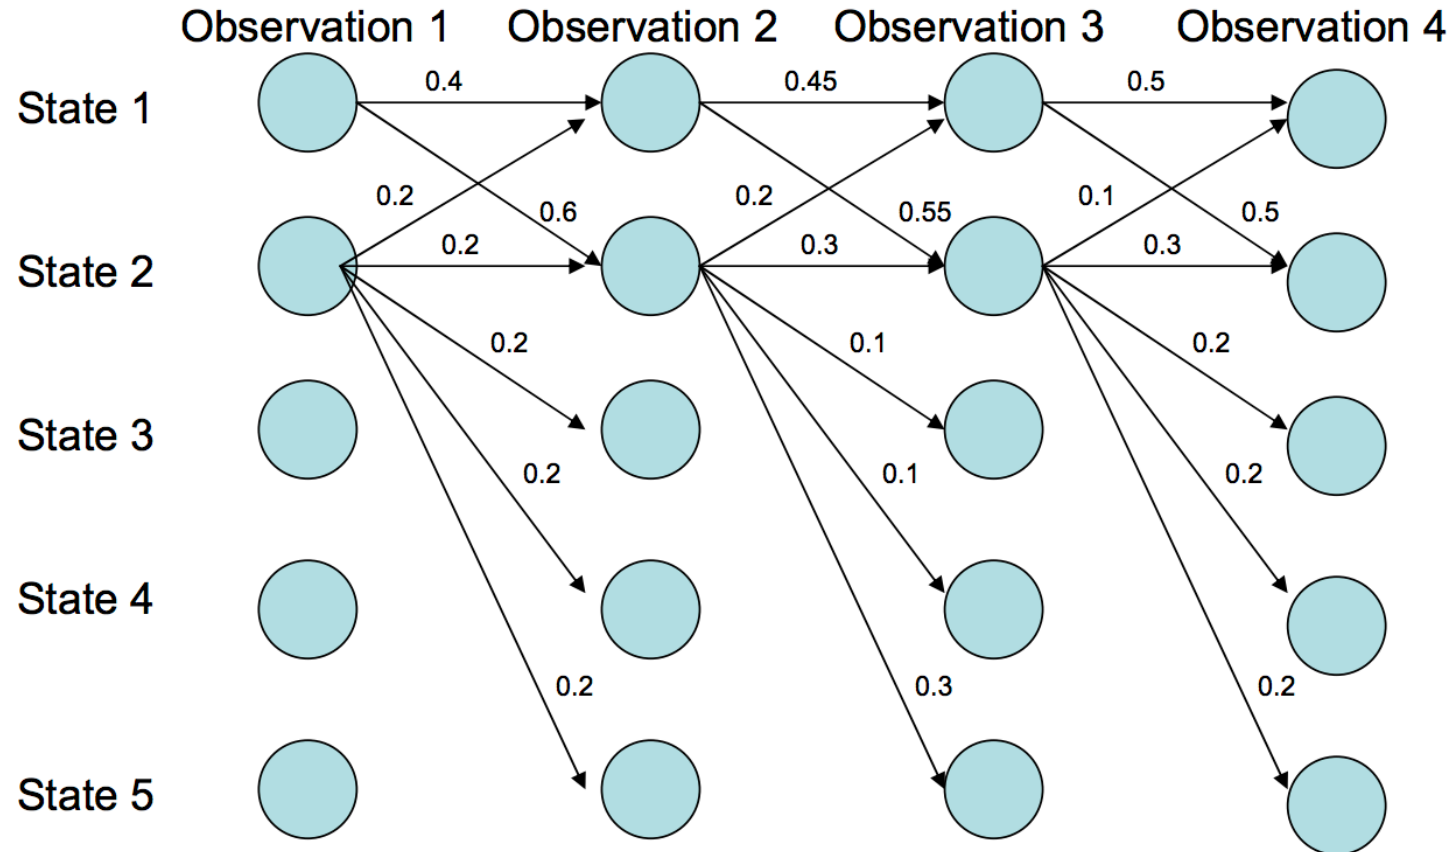 Observation 1 Observation 2 Observation 3 Observation 4
0.4 0.45 0.5
State 1
0.2 0.6 0.2 0.55 0.1 0.5
0.2 0.3 0.3
State 2
0.2 0.1 0.2
State 3
0.2 0.1 0.2
State 4
0.2 0.3 0.2
State 5